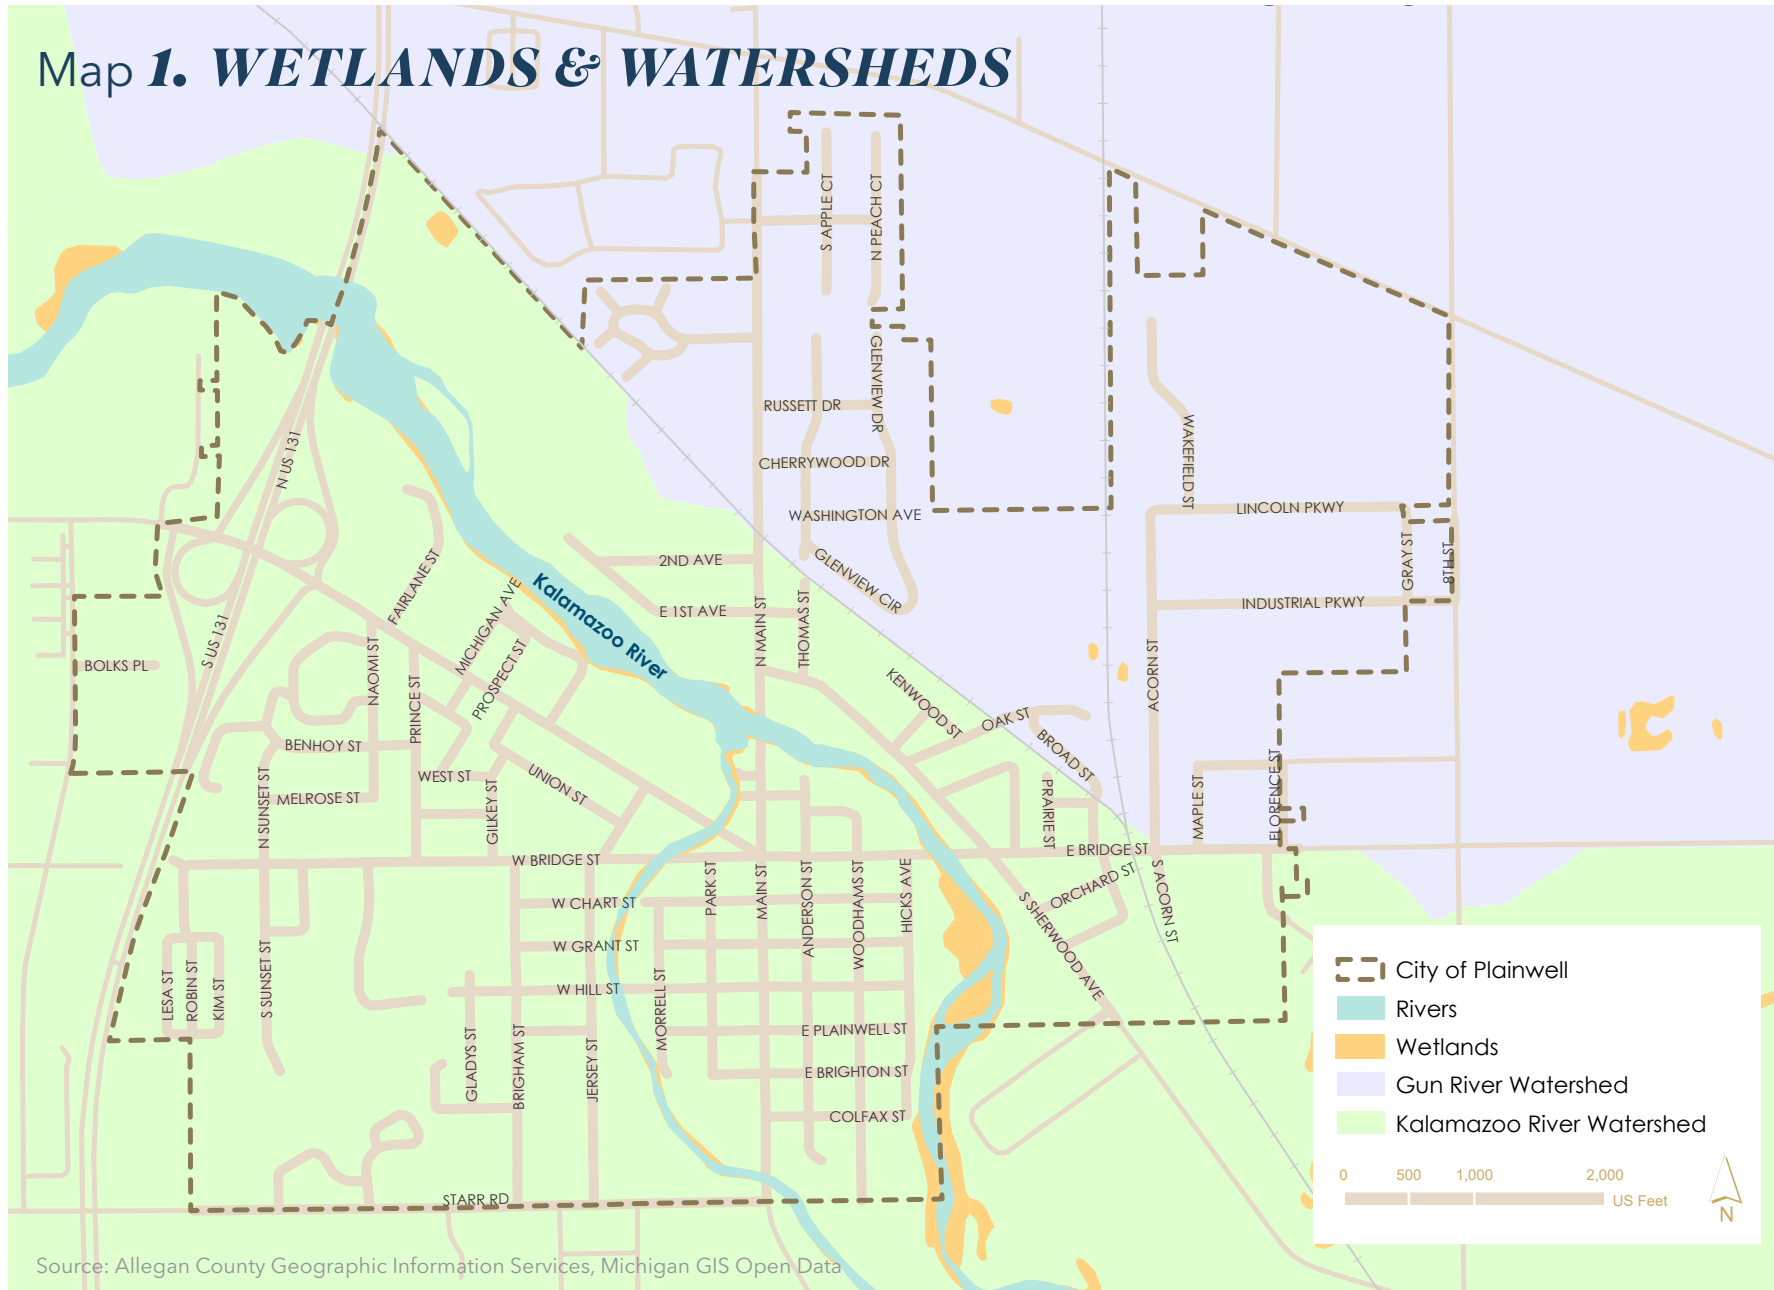 Map 1. WETLANDS & WATERSHEDS
S APPLE CT
N PEACH CT
GLENVIEW DR
RUSSETT DR
CHERRYWOOD DR
WASHINGTON AVE
GLENVIEW CIR
WAKEFIELD ST
LINCOLN PKWY
GRAY ST
8TH ST
INDUSTRIAL PKWY
N US 131
S US 131
FAIRLANE ST
MICHIGAN AVE
PROSPECT ST
Kalamazoo River
2ND AVE
E 1ST AVE
N MAIN ST
THOMAS ST
BOLKS PL
NAOMI ST
PRINCE ST
KENWOOD ST
OAK ST
BROAD ST
ACORN ST
BENHOY ST
WEST ST
UNION ST
N SUNSET ST
MELROSE ST
GILKEY ST
PRAIRIE ST
MAPLE ST
FLORENCE ST
W BRIDGE ST
E BRIDGE ST
PARK ST
MAIN ST
ANDERSON ST
WOODHAMS ST
HICKS AVE
W CHART ST
ORCHARD ST
S ACORN ST
S SHERWOOD AVE
W GRANT ST
LESA ST
ROBIN ST
KIM ST
S SUNSET ST
W HILL ST
MORRELL ST
GLADYS ST
BRIGHAM ST
JERSEY ST
E PLAINWELL ST
E BRIGHTON ST
COLFAX ST
STARR RD
City of Plainwell
Rivers
Wetlands
Gun River Watershed
Kalamazoo River Watershed
0 500 1,000 2,000
US Feet
N
Source: Allegan County Geographic Information Services, Michigan GIS Open Data